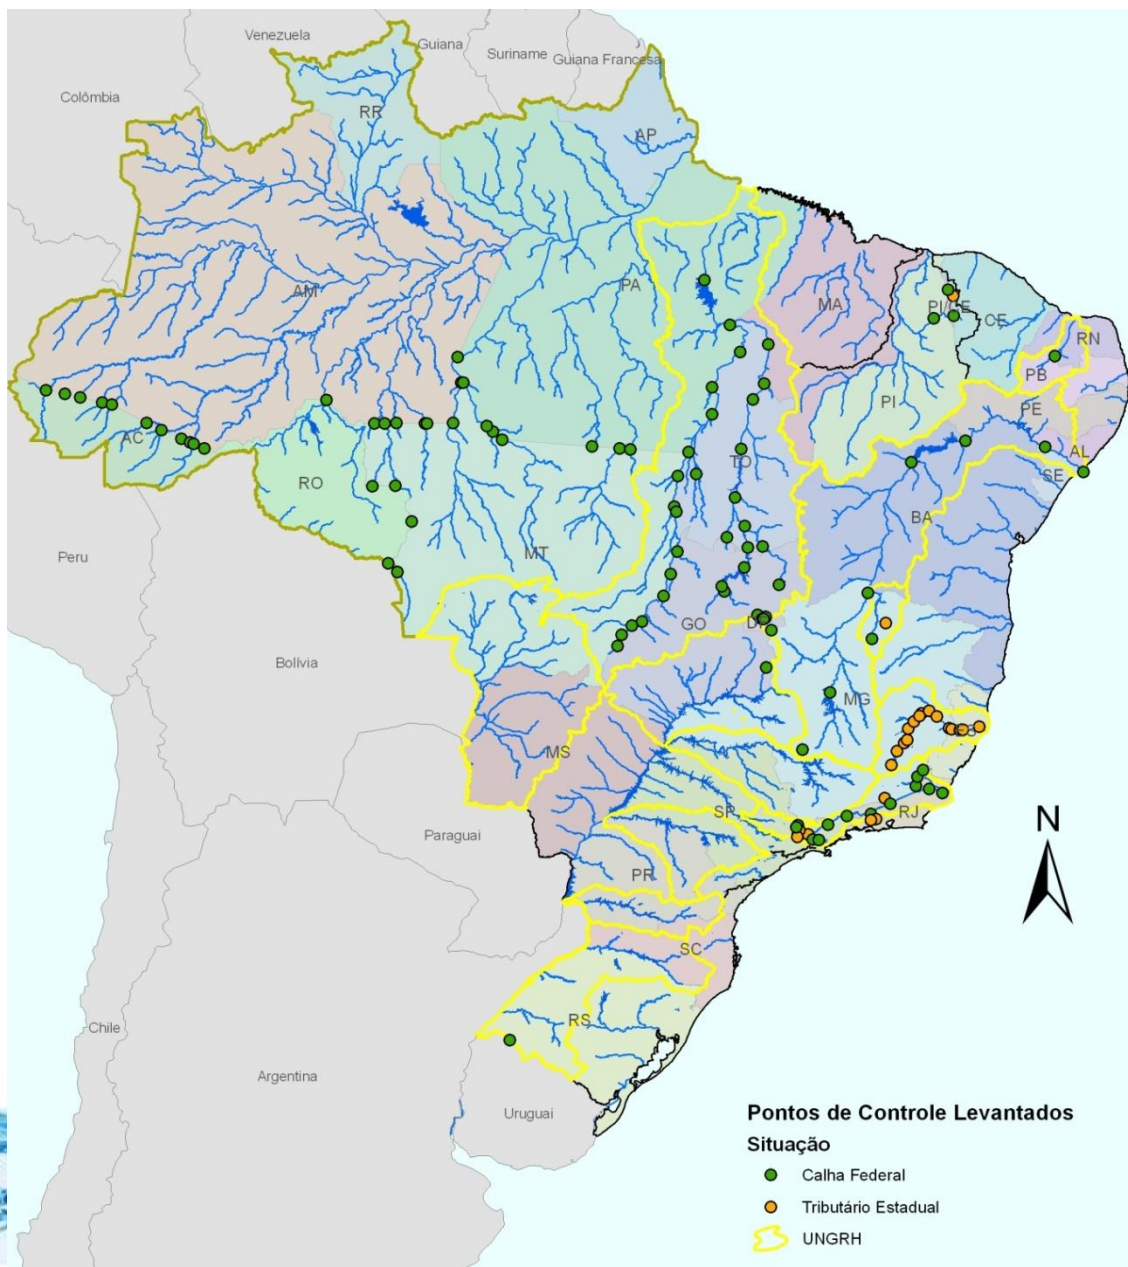 Venezuela
Guiana
Suriname
Guiana Francesa
Colômbia
RR
AP
AM
PA
MA
PI/CE
CE
RN
PB
PI
PE
AL
SE
AC
TO
RO
BA
Peru
MT
GO
DF
Bolívia
MG
MS
ES
SP
RJ
Paraguai
N
PR
SC
RS
Chile
Argentina
Uruguai
Pontos de Controle Levantados
Situação
Calha Federal
Tributário Estadual
UNGRH